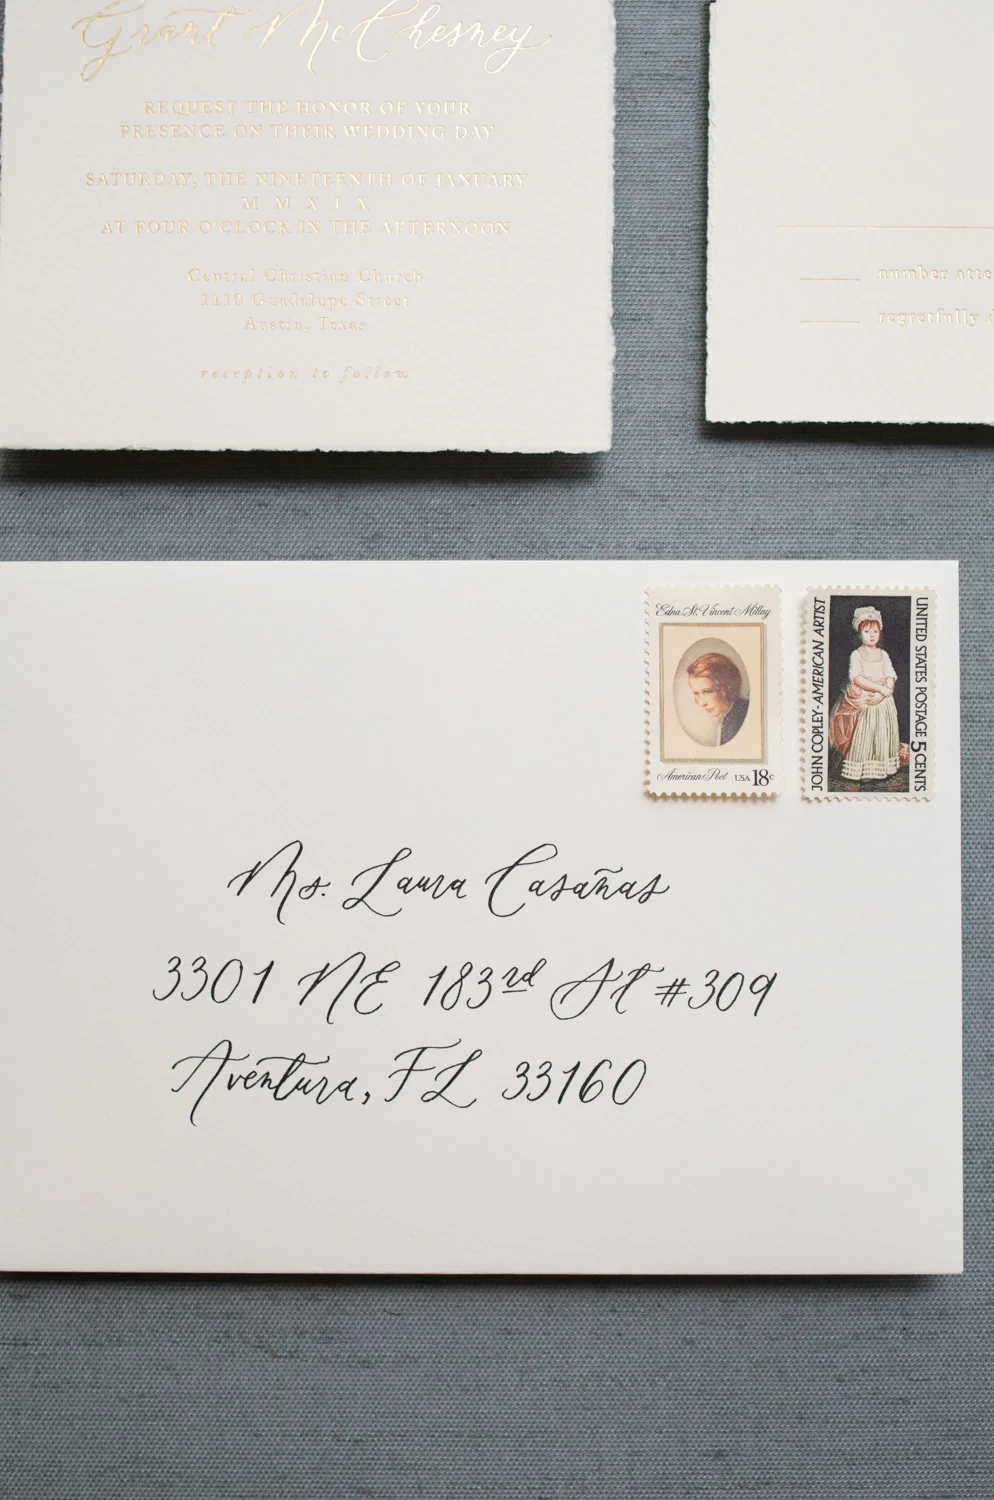 Grant McChesney
REQUEST THE HONOR OF YOUR
PRESENCE ON THEIR WEDDING DAY
SATURDAY, THE NINETEENTH OF JANUARY
M M X I X
AT FOUR O'CLOCK IN THE AFTERNOON
Central Christian Church
1110 Guadalupe Street
Austin, Texas
reception to follow
number atte
regretfully d
Edna St. Vincent Millay
American Poet USA 18c
JOHN COPLEY-AMERICAN ARTIST
UNITED STATES POSTAGE 5 CENTS
Ms. Laura Casañas
3301 NE 183rd St #309
Aventura, FL 33160